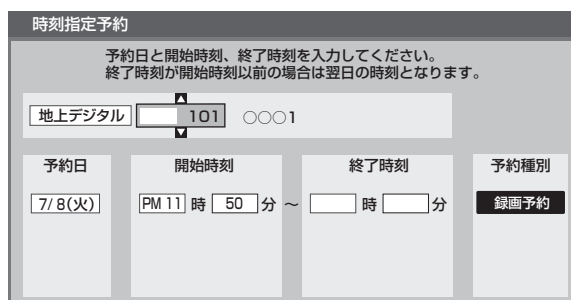 時刻指定予約
予約日と開始時刻、終了時刻を入力してください。
終了時刻が開始時刻以前の場合は翌日の時刻となります。
地上デジタル 101 ○○○1
予約日 開始時刻 終了時刻 予約種別
7/ 8(火) PM 11 時 50 分 ~ 時 分 録画予約